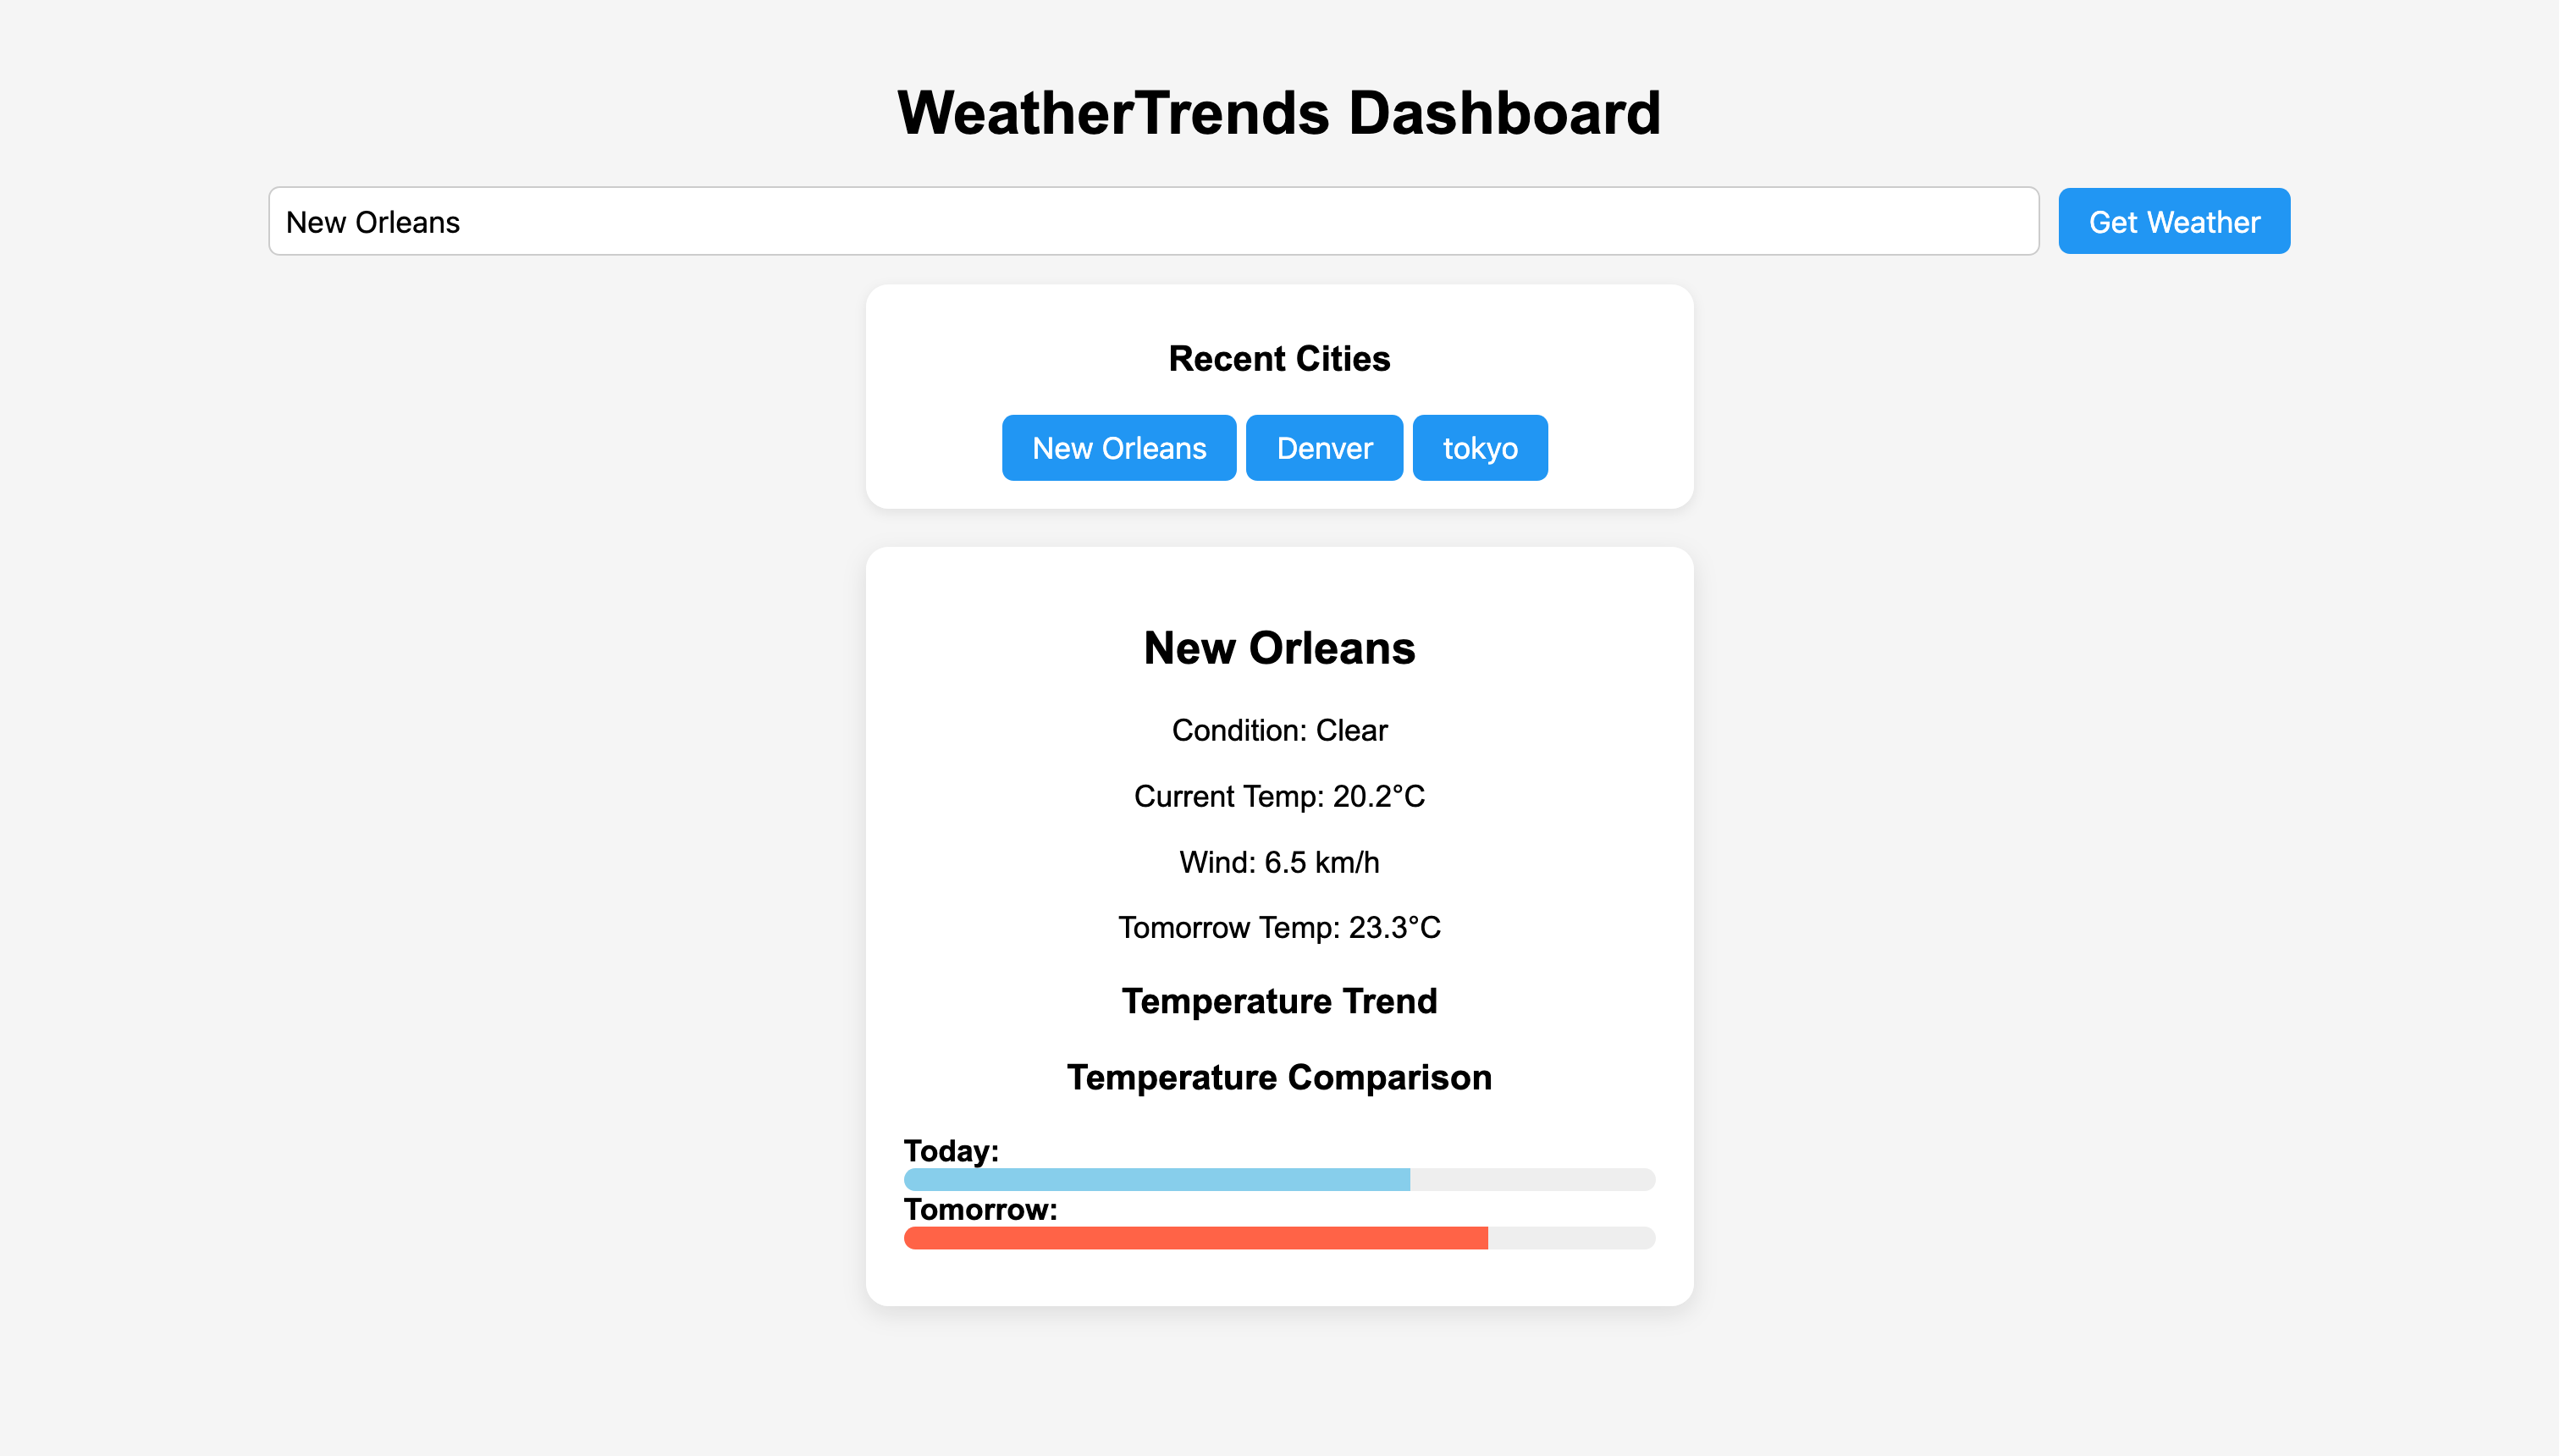 WeatherTrends Dashboard
New Orleans
Get Weather
Recent Cities
New Orleans
Denver
tokyo
New Orleans
Condition: Clear
Current Temp: 20.2°C
Wind: 6.5 km/h
Tomorrow Temp: 23.3°C
Temperature Trend
Temperature Comparison
Today:
Tomorrow: